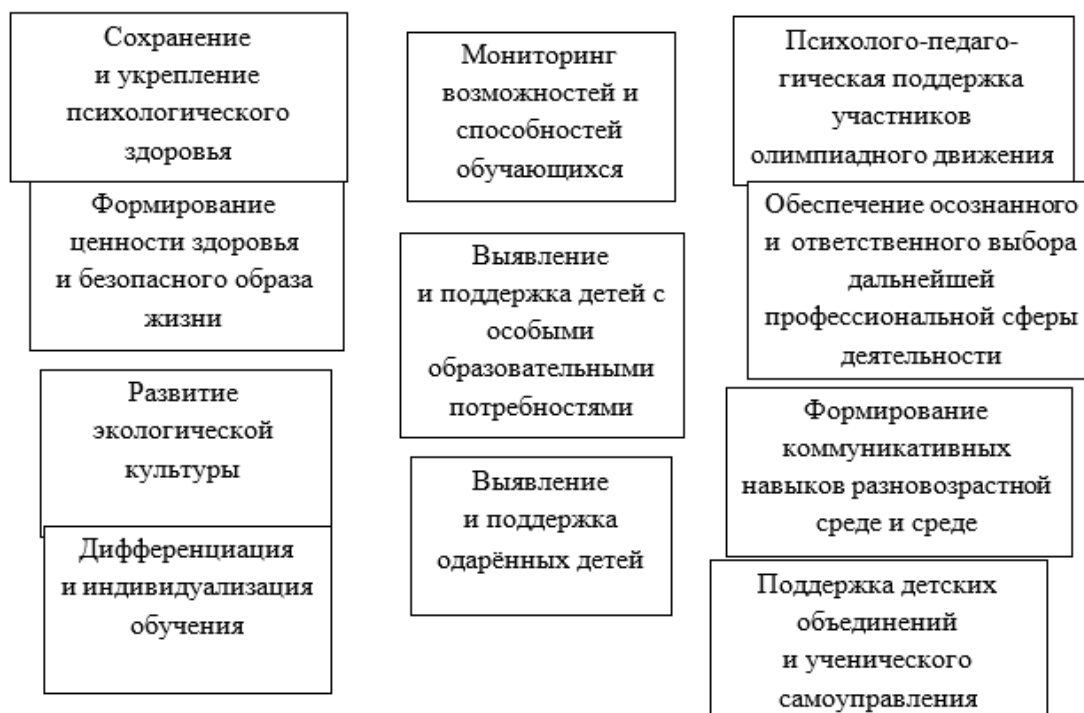 Сохранение
и укрепление
психологического
здоровья
Формирование
ценности здоровья
и безопасного образа
жизни
Развитие
экологической
культуры
Дифференциация
и индивидуализация
обучения
Мониторинг
возможностей и
способностей
обучающихся
Выявление
и поддержка детей с
особыми
образовательными
потребностями
Выявление
и поддержка
одарённых детей
Психолого-педаго-
гическая поддержка
участников
олимпиадного движения
Обеспечение осознанного
и ответственного выбора
дальнейшей
профессиональной сферы
деятельности
Формирование
коммуникативных
навыков разновозрастной
среде и среде
Поддержка детских
объединений
и ученического
самоуправления